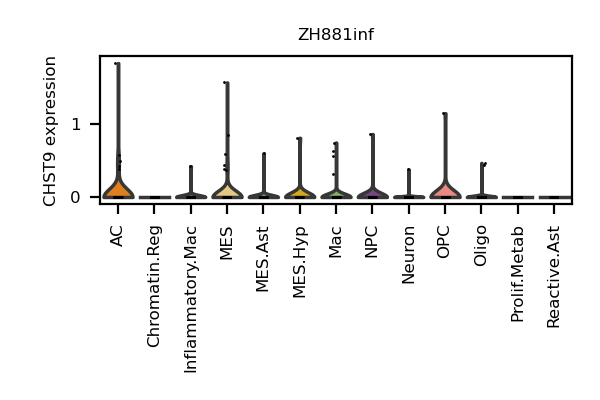 ZH881inf
CHST9 expression
1
0
AC
Chromatin.Reg
Inflammatory.Mac
MES
MES.Ast
MES.Hyp
Mac
NPC
Neuron
OPC
Oligo
Prolif.Metab
Reactive.Ast